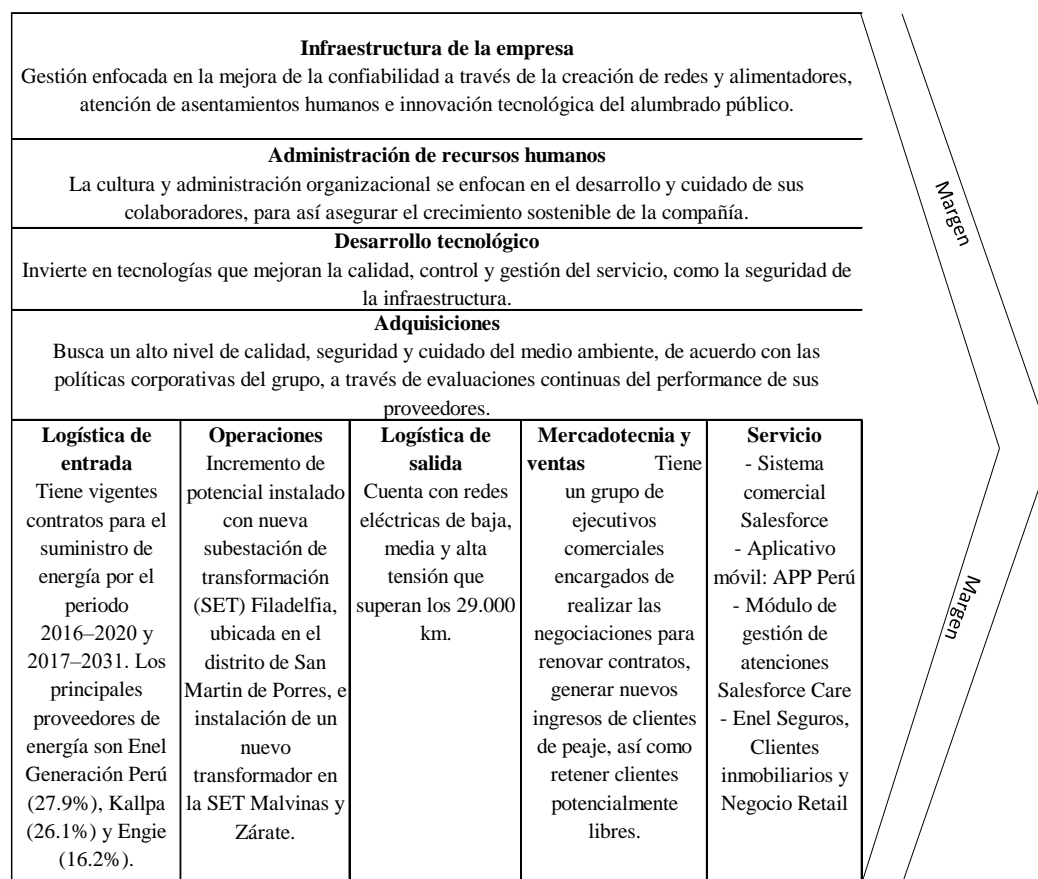 Infraestructura de la empresa
Gestión enfocada en la mejora de la confiabilidad a través de la creación de redes y alimentadores,
atención de asentamientos humanos e innovación tecnológica del alumbrado público.
Administración de recursos humanos
La cultura y administración organizacional se enfocan en el desarrollo y cuidado de sus
colaboradores, para así asegurar el crecimiento sostenible de la compañía.
Desarrollo tecnológico
Invierte en tecnologías que mejoran la calidad, control y gestión del servicio, como la seguridad de
la infraestructura.
Adquisiciones
Busca un alto nivel de calidad, seguridad y cuidado del medio ambiente, de acuerdo con las
políticas corporativas del grupo, a través de evaluaciones continuas del performance de sus
proveedores.
Margen
Logística de
entrada
Tiene vigentes
contratos para el
suministro de
energía por el
periodo
2016–2020 y
2017–2031. Los
principales
proveedores de
energía son Enel
Generación Perú
(27.9%), Kallpa
(26.1%) y Engie
(16.2%).
Operaciones
Incremento de
potencial instalado
con nueva
subestación de
transformación
(SET) Filadelfia,
ubicada en el
distrito de San
Martin de Porres, e
instalación de un
nuevo
transformador en
la SET Malvinas y
Zárate.
Logística de
salida
Cuenta con redes
eléctricas de baja,
media y alta
tensión que
superan los 29.000
km.
Mercadotecnia y
ventas Tiene
un grupo de
ejecutivos
comerciales
encargados de
realizar las
negociaciones para
renovar contratos,
generar nuevos
ingresos de clientes
de peaje, así como
retener clientes
potencialmente
libres.
Servicio
- Sistema
comercial
Salesforce
- Aplicativo
móvil: APP Perú
- Módulo de
gestión de
atenciones
Salesforce Care
- Enel Seguros,
Clientes
inmobiliarios y
Negocio Retail
Margen